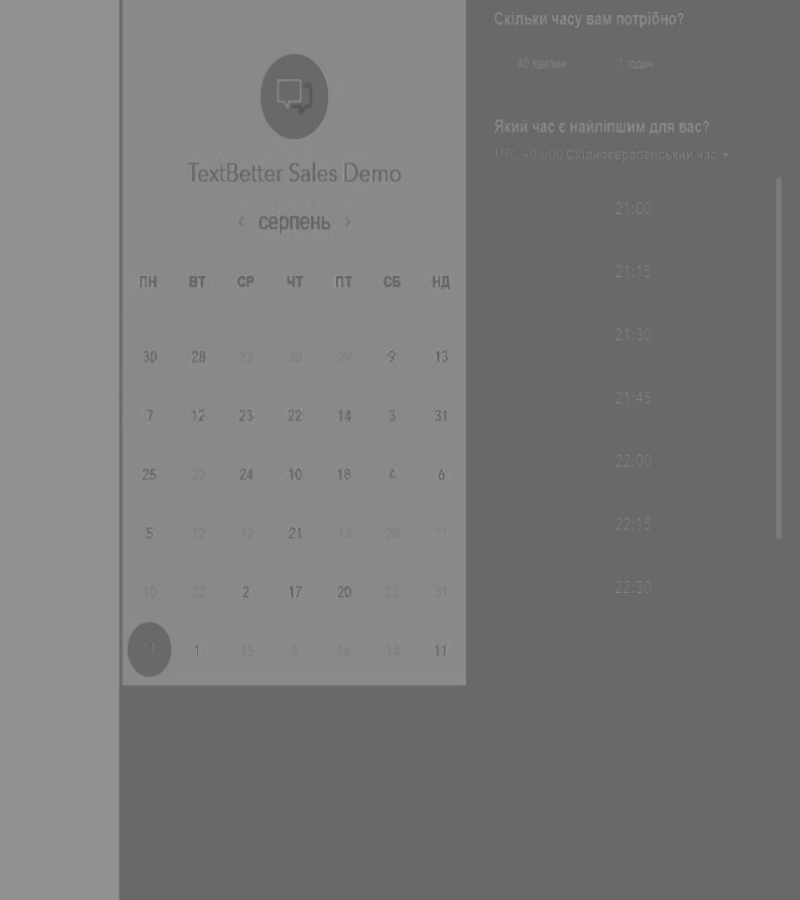 TextBetter Sales Demo
‹ серпень ›
ПН ВТ СР ЧТ ПТ СБ НД
30 28 23 30 29 9 13
7 12 23 22 14 3 31
25 22 24 10 18 4 6
5 12 12 21 13 28 11
10 22 2 17 20 23 31
11 1 15 5 16 14 11
Скільки часу вам потрібно?
40 хвилин 1 годин
Який час є найліпшим для вас?
UTC +03:00 Східноєвропейський час
21:00
21:15
21:30
21:45
22:00
22:15
22:30